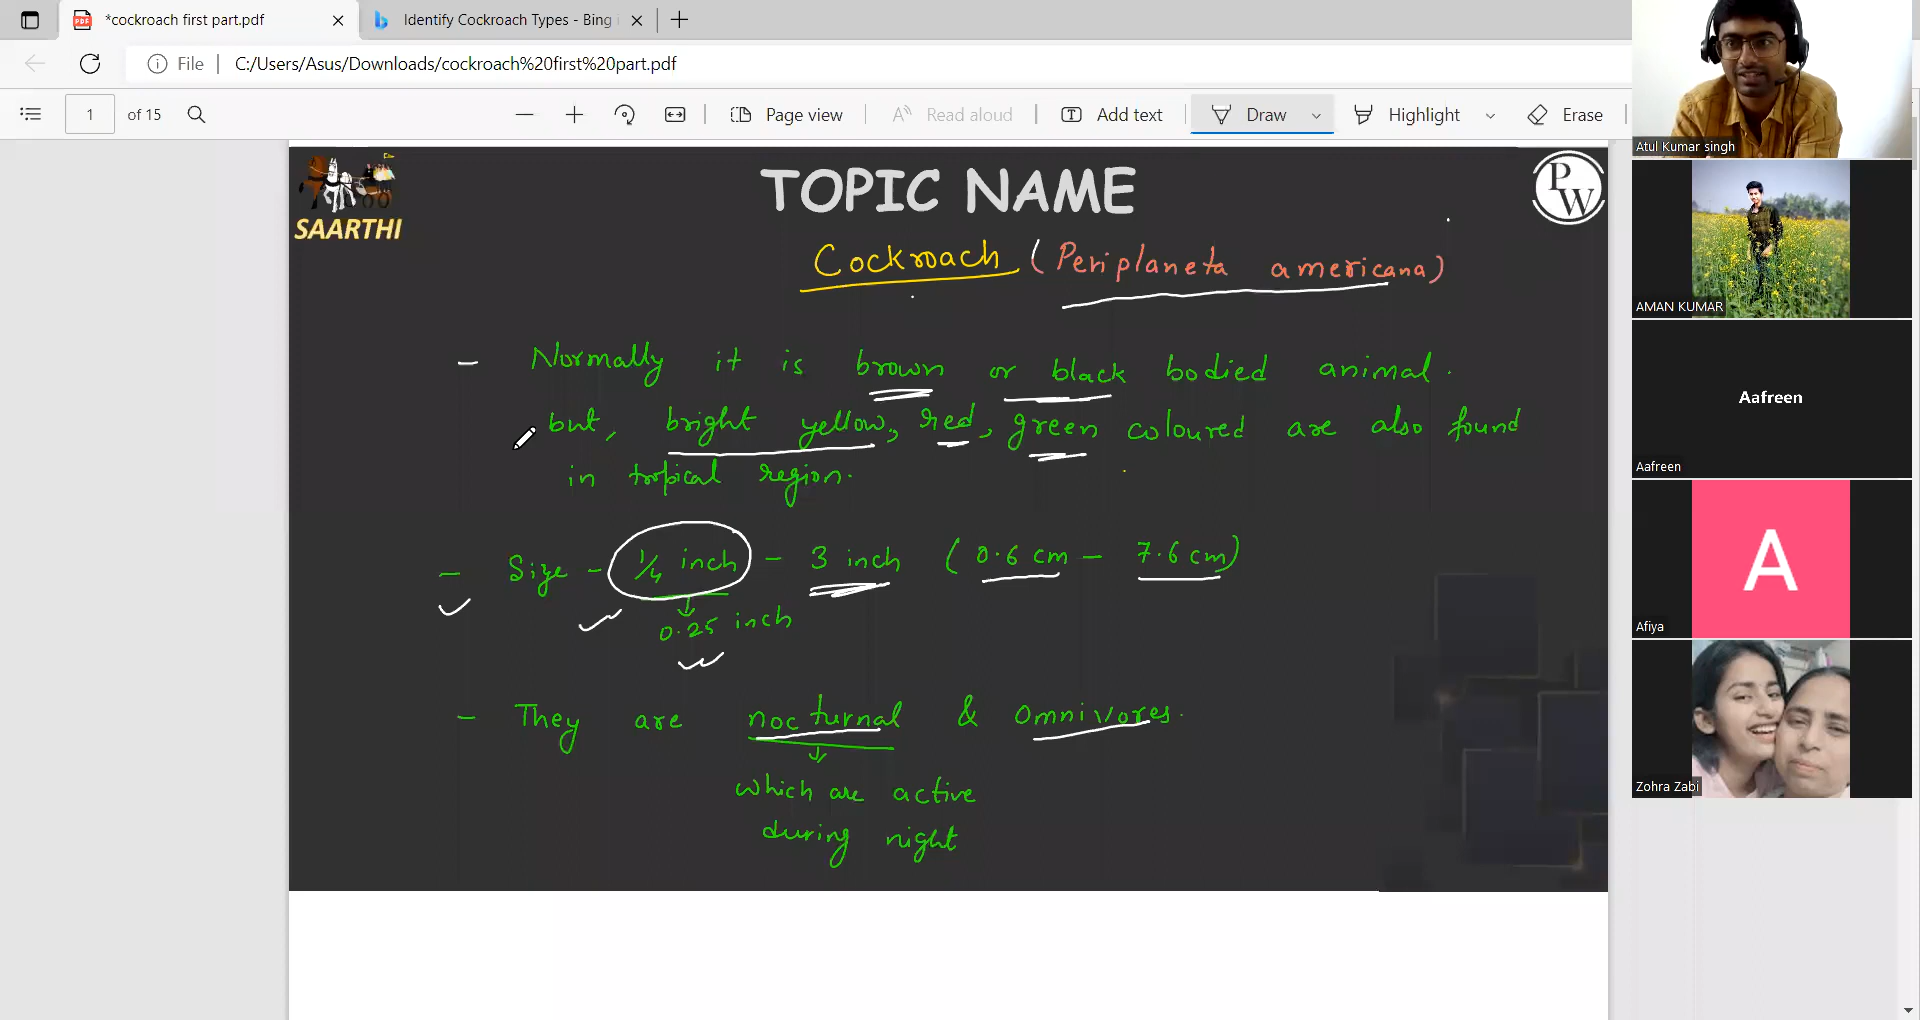 *cockroach first part.pdf
Identify Cockroach Types - Bing i
File
C:/Users/Asus/Downloads/cockroach%20first%20part.pdf
1 of 15
Page view
Read aloud
Add text
Draw
Highlight
Erase
SAARTHI
TOPIC NAME
PW
Cockroach (Periplaneta americana)
- Normally it is brown or black bodied animal.
but, bright yellow, red, green coloured are also found
in tropical region.
- Size - 1/4 inch - 3 inch (0.6 cm - 7.6 cm)
0.25 inch
- They are nocturnal & omnivores.
which are active
during night
Atul Kumar singh
AMAN KUMAR
Aafreen
Aafreen
A
Afiya
Zohra Zabi